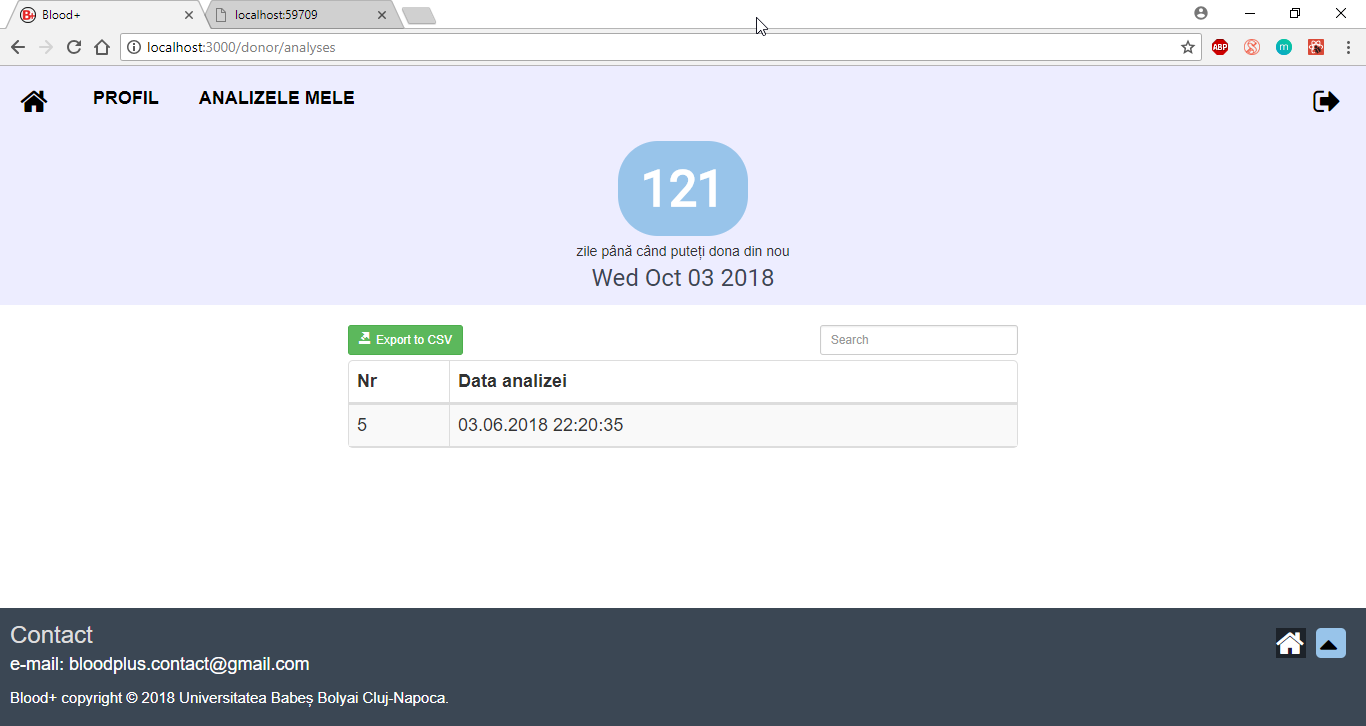 Blood+
localhost:59709
localhost:3000/donor/analyses
ABP
m
PROFIL ANALIZELE MELE
121
zile până când puteți dona din nou
Wed Oct 03 2018
Export to CSV
Search
Nr Data analizei
5 03.06.2018 22:20:35
Contact
e-mail: bloodplus.contact@gmail.com
Blood+ copyright © 2018 Universitatea Babeș Bolyai Cluj-Napoca.